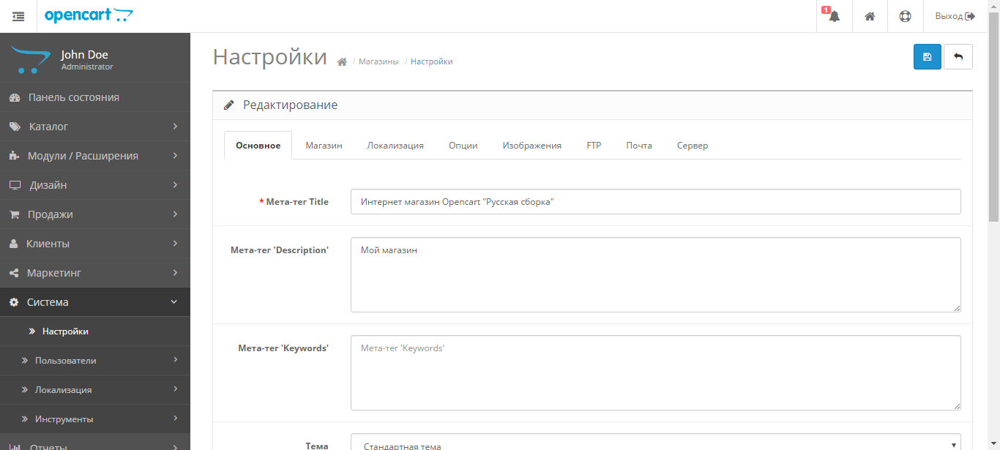 opencart
1
Выход
John Doe
Administrator
Панель состояния
Каталог
Модули / Расширения
Дизайн
Продажи
Клиенты
Маркетинг
Система
Настройки
Пользователи
Локализация
Инструменты
Отчеты
Настройки / Магазины / Настройки
Редактирование
Основное Магазин Локализация Опции Изображения FTP Почта Сервер
* Мета-тег Title Интернет магазин Opencart "Русская сборка"
Мета-тег 'Description' Мой магазин
Мета-тег 'Keywords' Мета-тег 'Keywords'
Тема Стандартная тема